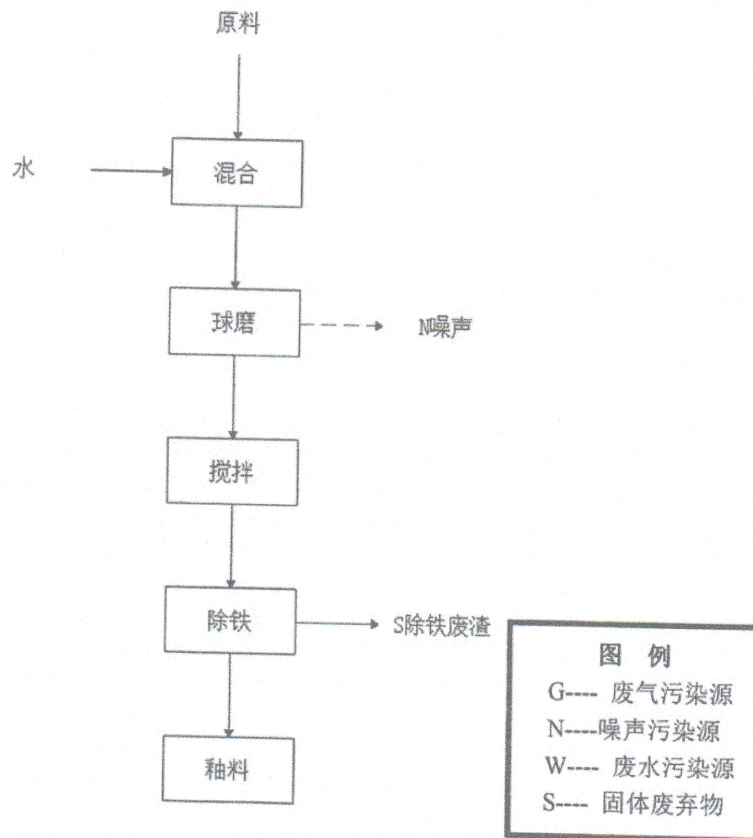 原料
水
混合
球磨
N噪声
搅拌
除铁
S除铁废渣
釉料
图 例
G---- 废气污染源
N----噪声污染源
W---- 废水污染源
S---- 固体废弃物